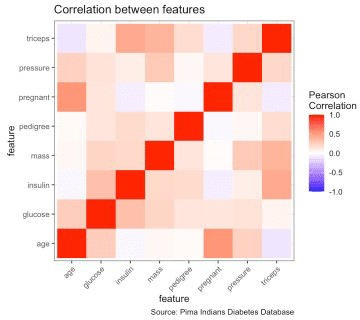 Correlation between features
triceps
pressure
pregnant
pedigree
mass
insulin
glucose
age
feature
age
glucose
insulin
mass
pedigree
pregnant
pressure
triceps
feature
Pearson
Correlation
1.0
0.5
0.0
-0.5
-1.0
Source: Pima Indians Diabetes Database